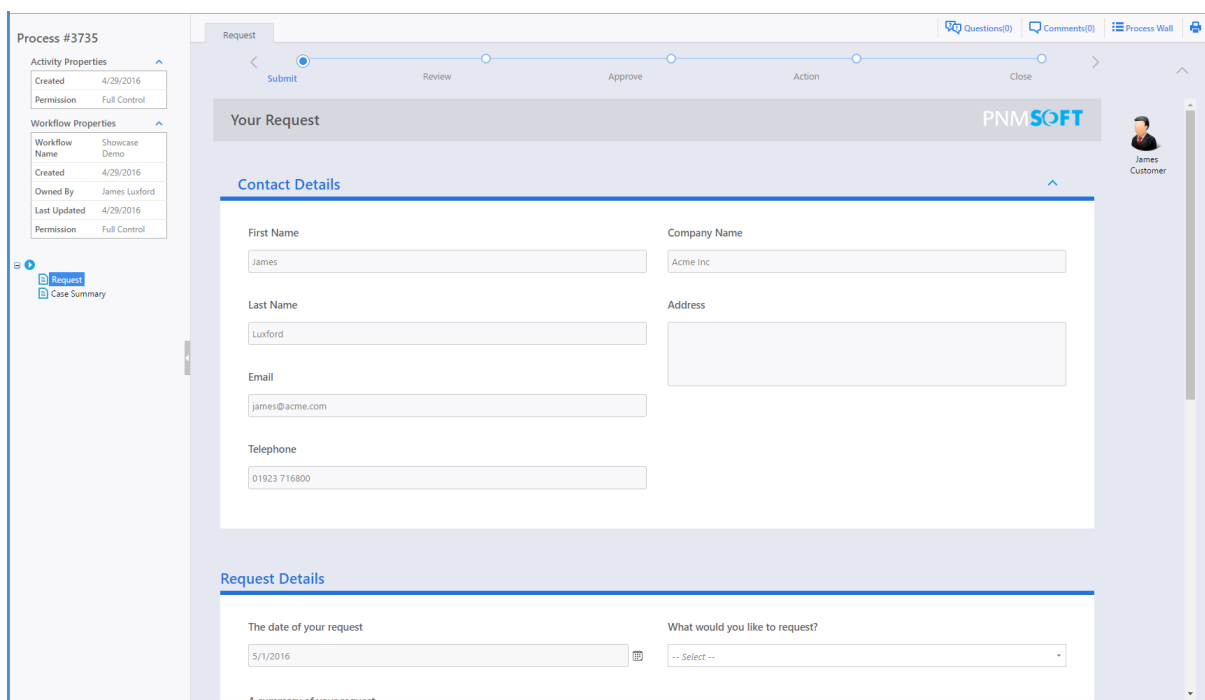 Process #3735
Activity Properties
Created 4/29/2016
Permission Full Control
Workflow Properties
Workflow Name Showcase Demo
Created 4/29/2016
Owned By James Luxford
Last Updated 4/29/2016
Permission Full Control
Request
Case Summary
Request
Questions(0) Comments(0) Process Wall
Submit Review Approve Action Close
Your Request
PNMSOFT
James
Customer
Contact Details
First Name Company Name
James Acme Inc
Last Name Address
Luxford
Email
james@acme.com
Telephone
01923 716800
Request Details
The date of your request What would you like to request?
5/1/2016 -- Select --
A summary of your request